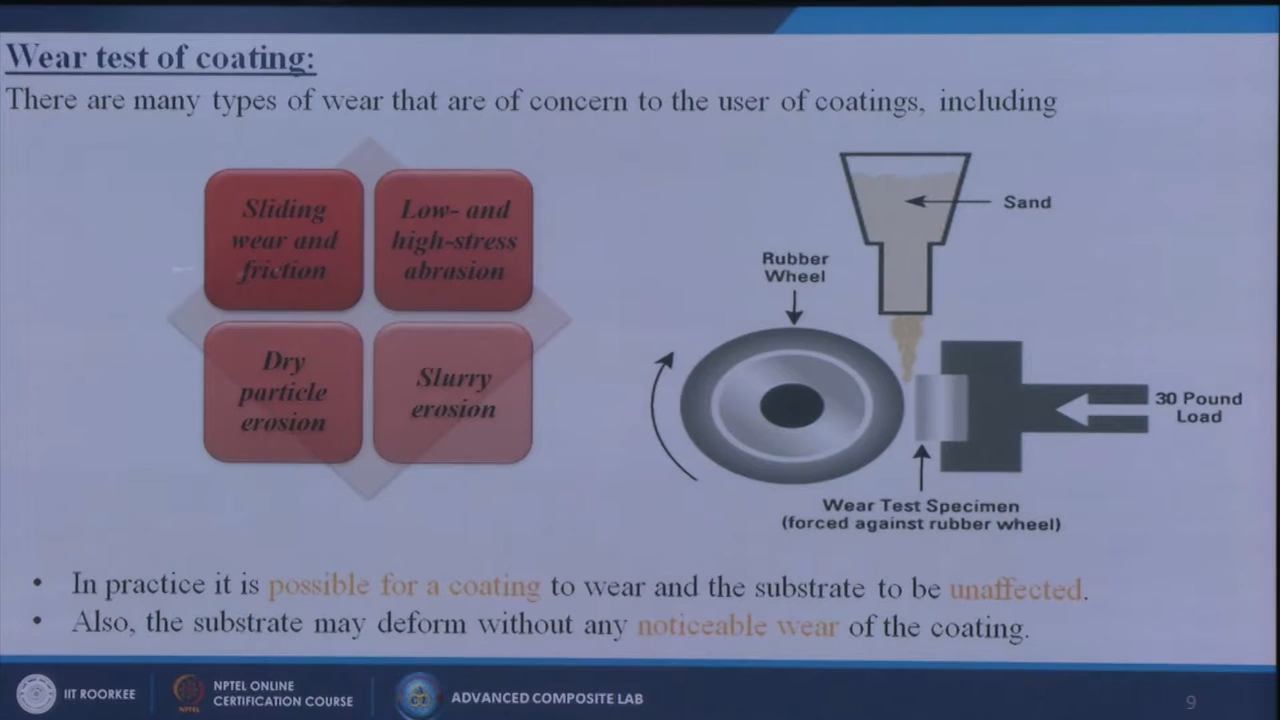 Wear test of coating:
There are many types of wear that are of concern to the user of coatings, including
Sliding
wear and
friction
Low- and
high-stress
abrasion
Dry
particle
erosion
Slurry
erosion
Sand
Rubber
Wheel
30 Pound
Load
Wear Test Specimen
(forced against rubber wheel)
• In practice it is possible for a coating to wear and the substrate to be unaffected.
• Also, the substrate may deform without any noticeable wear of the coating.
IIT ROORKEE
NPTEL ONLINE
CERTIFICATION COURSE
NPTEL
ADVANCED COMPOSITE LAB
9